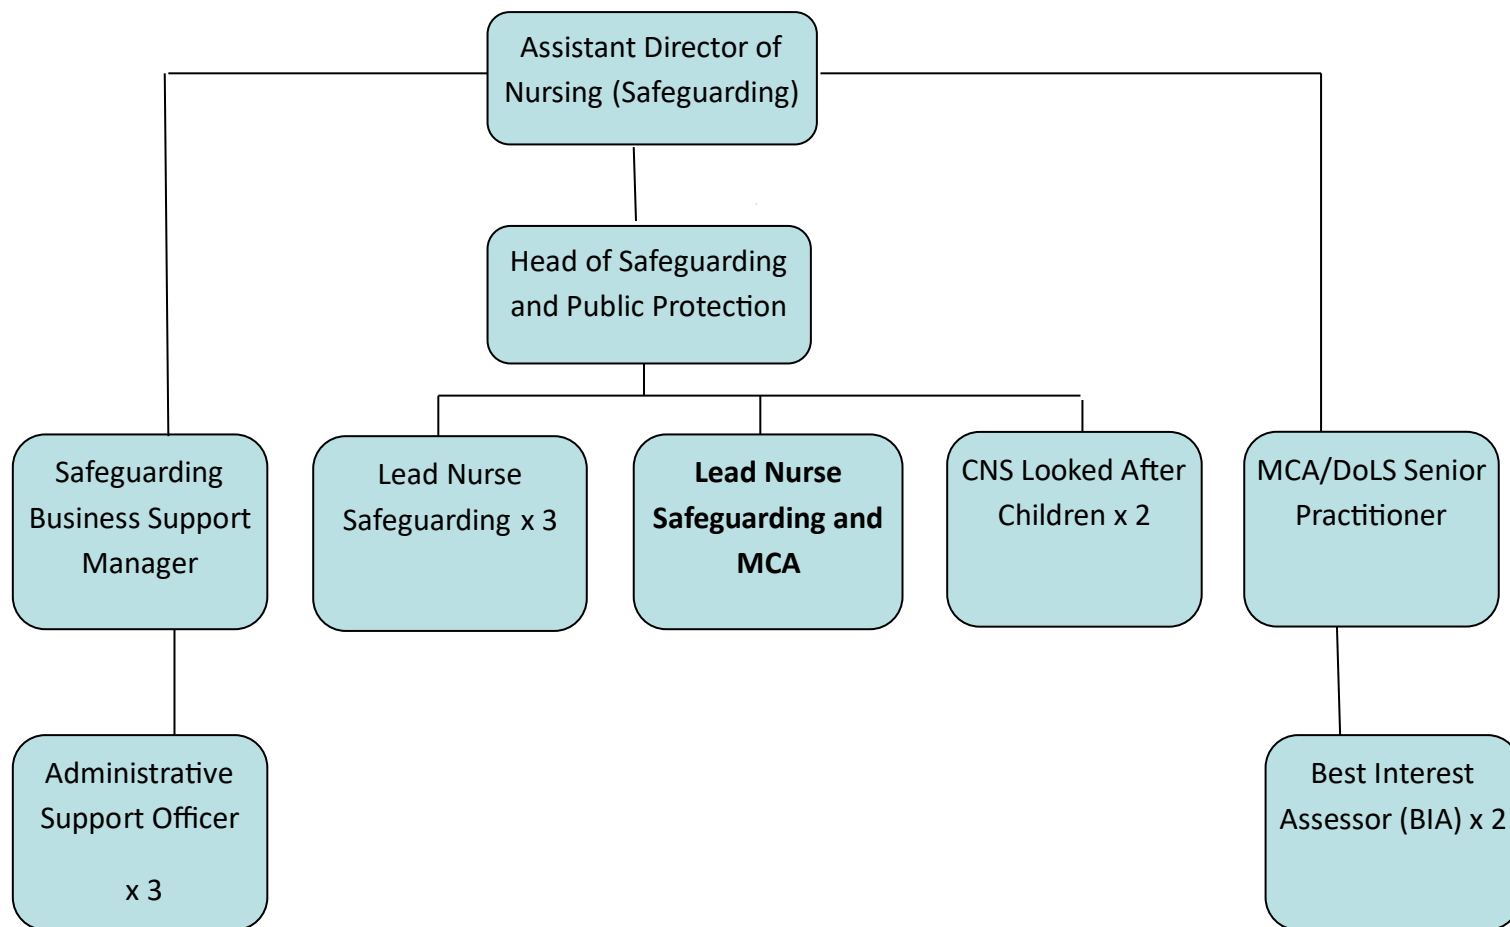 Assistant Director of
Nursing (Safeguarding)
Head of Safeguarding
and Public Protection
Safeguarding
Business Support
Manager
Lead Nurse
Safeguarding x 3
Lead Nurse
Safeguarding and
MCA
CNS Looked After
Children x 2
MCA/DoLS Senior
Practitioner
Administrative
Support Officer
x 3
Best Interest
Assessor (BIA) x 2